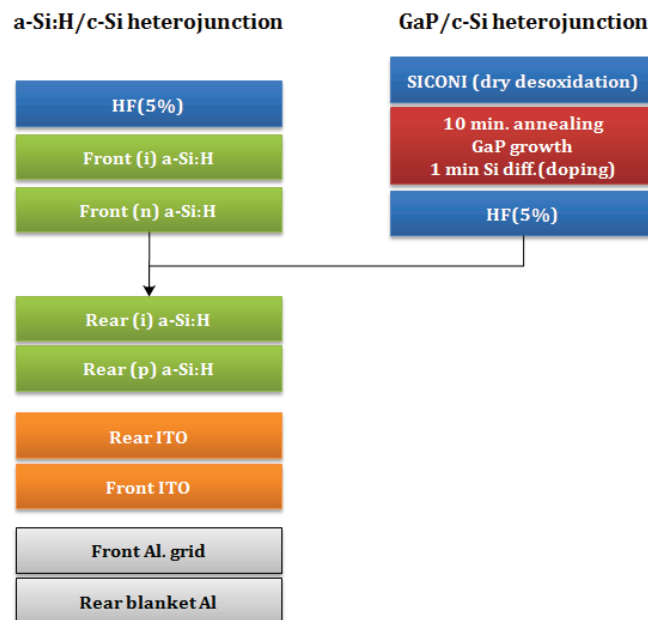 a-Si:H/c-Si heterojunction
HF(5%)
Front (i) a-Si:H
Front (n) a-Si:H
GaP/c-Si heterojunction
SICONI (dry desoxidation)
10 min. annealing
GaP growth
1 min Si diff.(doping)
HF(5%)
Rear (i) a-Si:H
Rear (p) a-Si:H
Rear ITO
Front ITO
Front Al. grid
Rear blanket Al